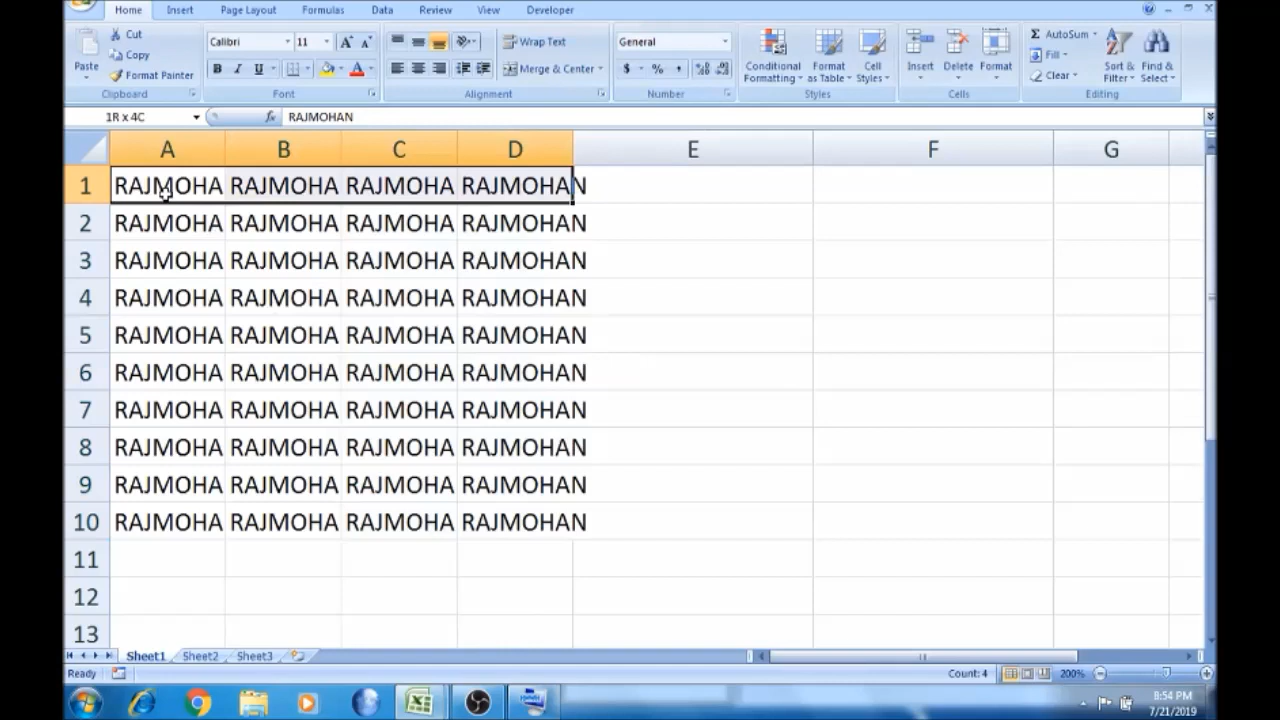 Home Insert Page Layout Formulas Data Review View Developer
Cut
Copy
Format Painter
Paste
Clipboard
Calibri 11
B I U
Font
Wrap Text
Merge & Center
Alignment
General
$ % ,
Number
Conditional Formatting
Format as Table
Cell Styles
Styles
Insert
Delete
Format
Cells
Σ AutoSum
Fill
Clear
Sort & Filter
Find & Select
Editing
1R x 4C fx RAJMOHAN
A B C D E F G
1 RAJMOHA RAJMOHA RAJMOHA RAJMOHAN
2 RAJMOHA RAJMOHA RAJMOHA RAJMOHAN
3 RAJMOHA RAJMOHA RAJMOHA RAJMOHAN
4 RAJMOHA RAJMOHA RAJMOHA RAJMOHAN
5 RAJMOHA RAJMOHA RAJMOHA RAJMOHAN
6 RAJMOHA RAJMOHA RAJMOHA RAJMOHAN
7 RAJMOHA RAJMOHA RAJMOHA RAJMOHAN
8 RAJMOHA RAJMOHA RAJMOHA RAJMOHAN
9 RAJMOHA RAJMOHA RAJMOHA RAJMOHAN
10 RAJMOHA RAJMOHA RAJMOHA RAJMOHAN
11
12
13
Sheet1 Sheet2 Sheet3
Ready Count: 4 200%
8:54 PM
7/21/2019